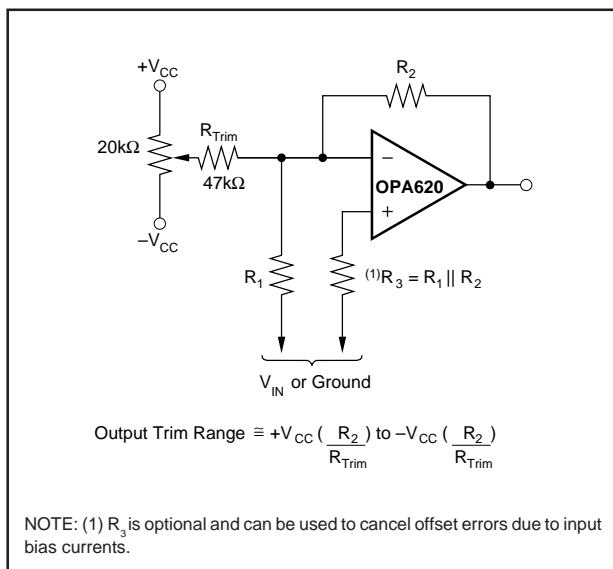 +V_CC
R_2
R_Trim
20kΩ
47kΩ
−
OPA620
+
–V_CC
R_1
(1)R_3 = R_1 || R_2
V_IN or Ground
Output Trim Range ≅ +V_CC ( R_2 / R_Trim ) to –V_CC ( R_2 / R_Trim )
NOTE: (1) R_3 is optional and can be used to cancel offset errors due to input
bias currents.